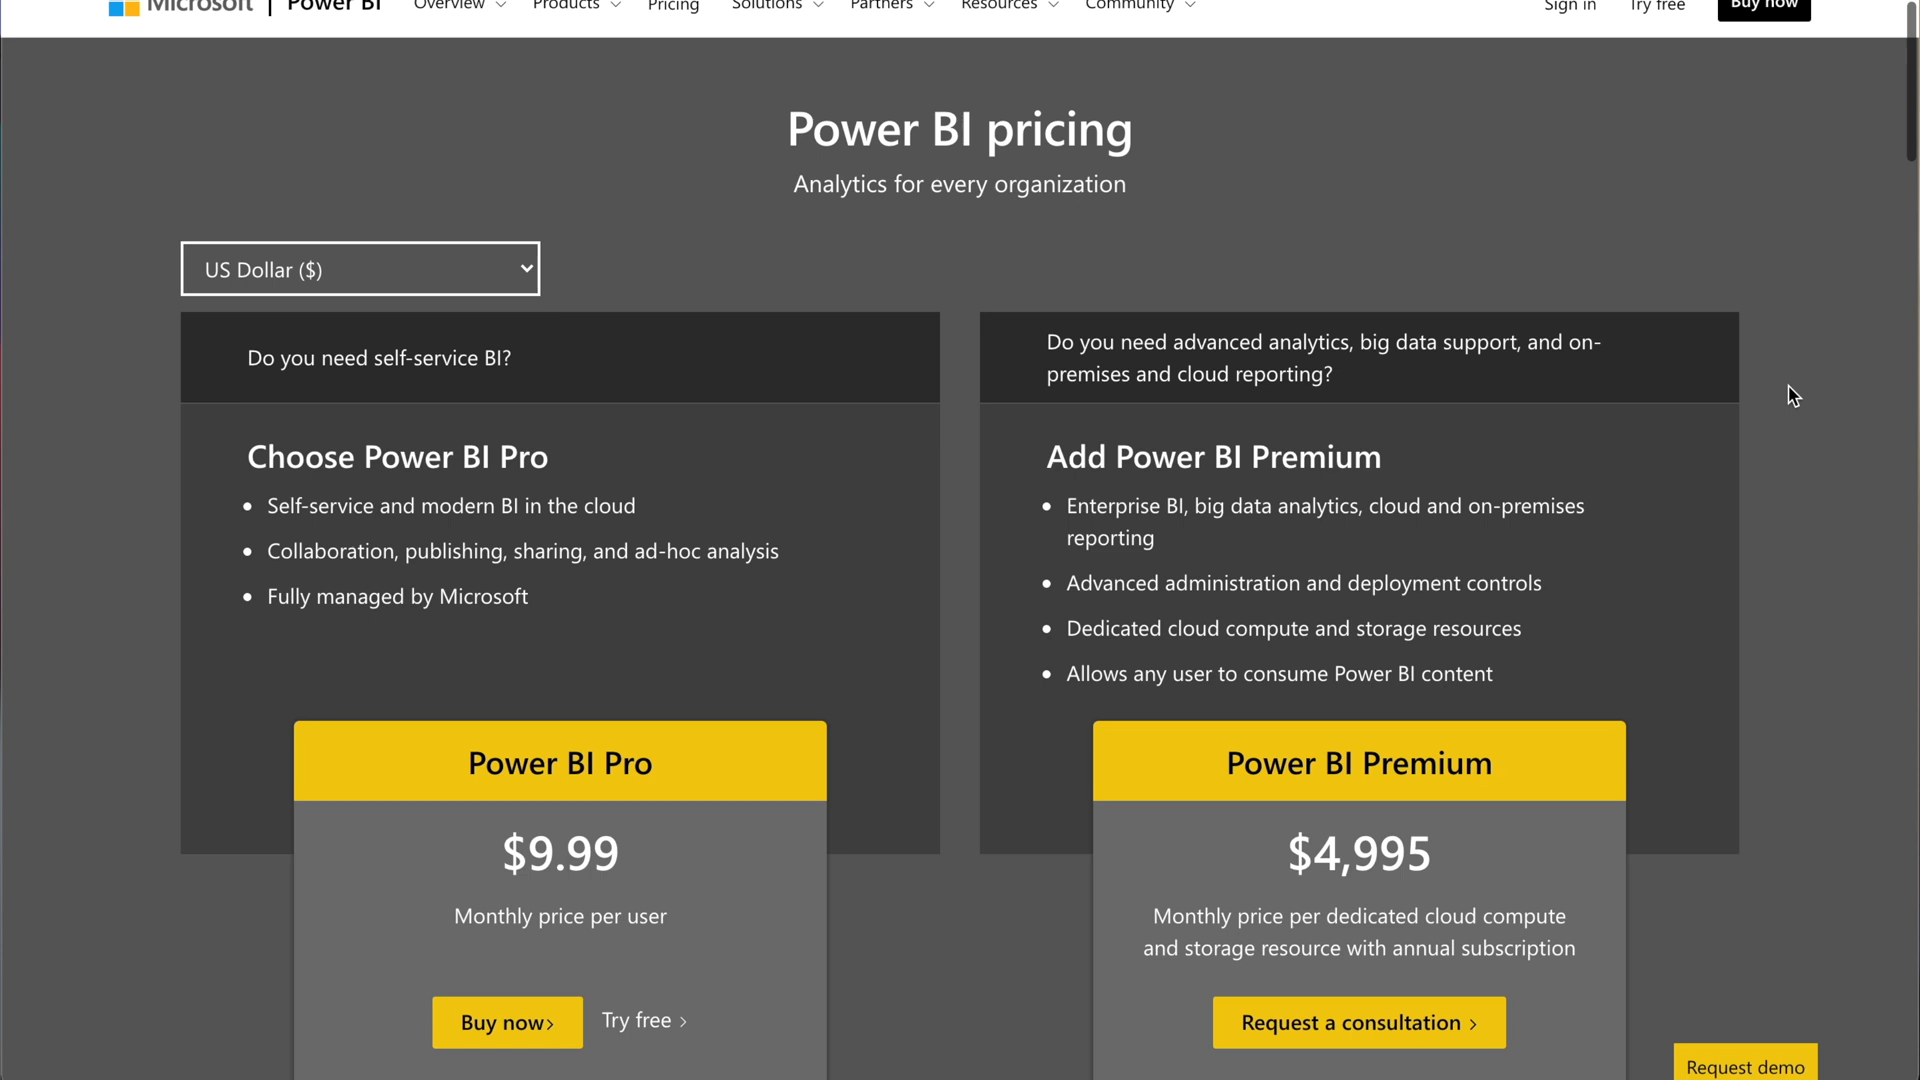 Microsoft | Power BI Overview Products Pricing Solutions Partners Resources Community Sign in Try free Buy now
Power BI pricing
Analytics for every organization
US Dollar ($)
Do you need self-service BI?
Choose Power BI Pro
• Self-service and modern BI in the cloud
• Collaboration, publishing, sharing, and ad-hoc analysis
• Fully managed by Microsoft
Power BI Pro
$9.99
Monthly price per user
Buy now› Try free ›
Do you need advanced analytics, big data support, and on-
premises and cloud reporting?
Add Power BI Premium
• Enterprise BI, big data analytics, cloud and on-premises
reporting
• Advanced administration and deployment controls
• Dedicated cloud compute and storage resources
• Allows any user to consume Power BI content
Power BI Premium
$4,995
Monthly price per dedicated cloud compute
and storage resource with annual subscription
Request a consultation ›
Request demo